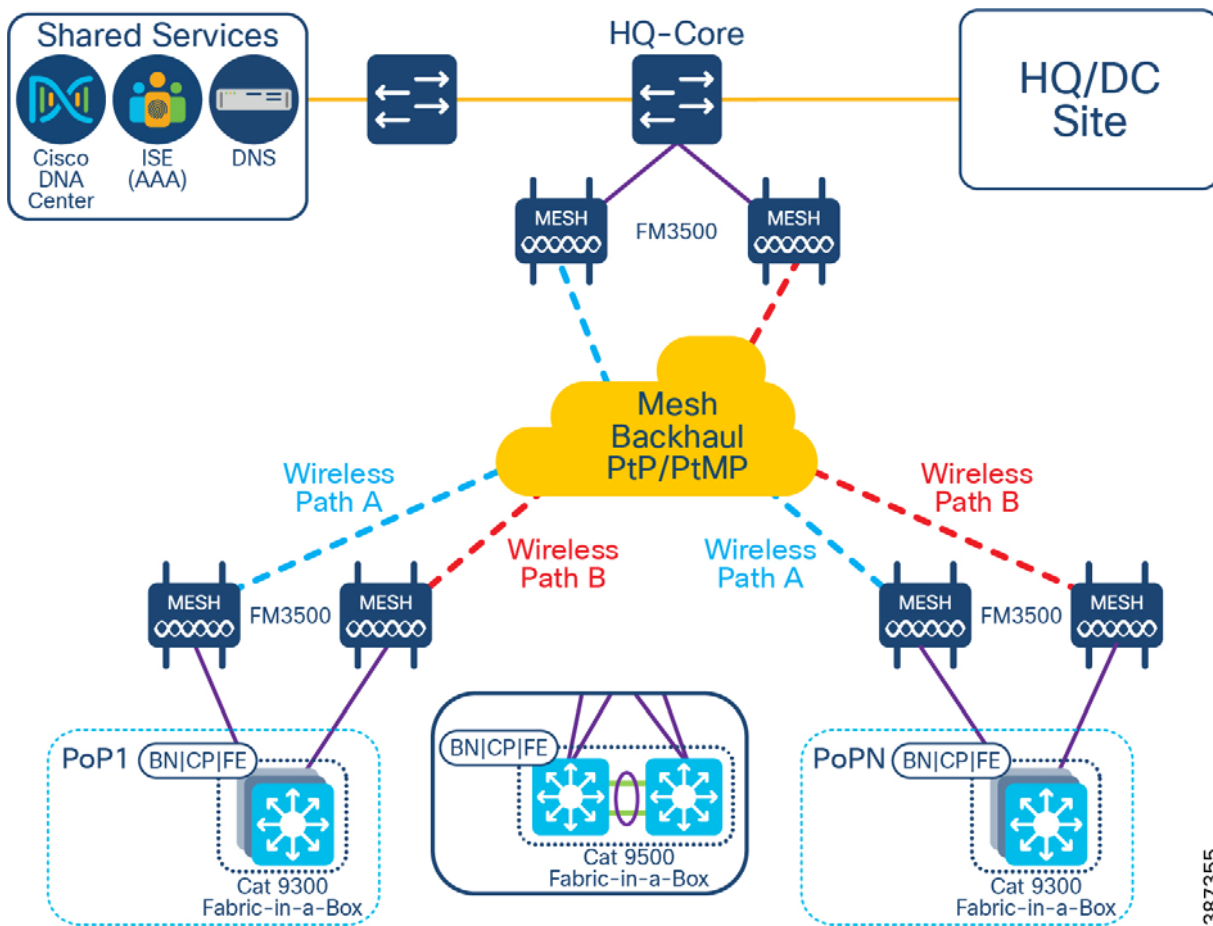 Shared Services
Cisco
DNA
Center
ISE
(AAA)
DNS
HQ-Core
HQ/DC
Site
MESH
FM3500
MESH
Mesh
Backhaul
PtP/PtMP
Wireless
Path A
Wireless
Path B
Wireless
Path A
Wireless
Path B
MESH
FM3500
MESH
MESH
FM3500
MESH
PoP1
BN|CP|FE
Cat 9300
Fabric-in-a-Box
BN|CP|FE
Cat 9500
Fabric-in-a-Box
PoPN
BN|CP|FE
Cat 9300
Fabric-in-a-Box
387355